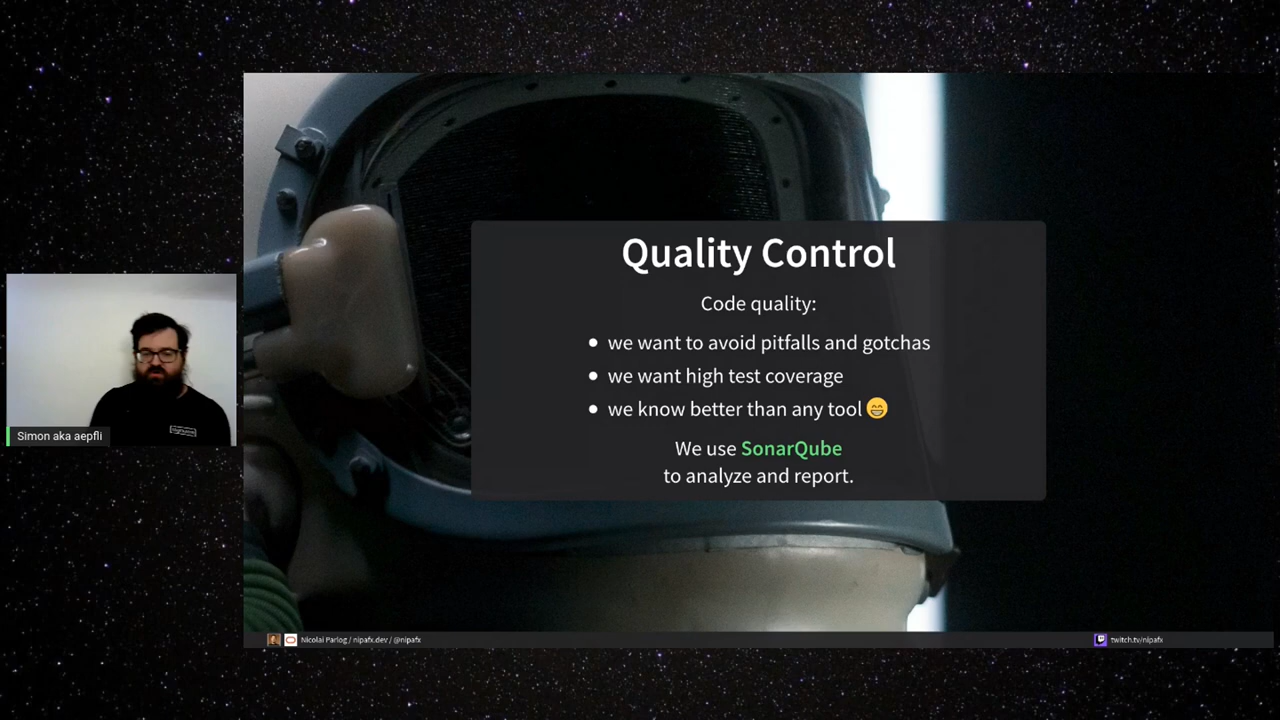 Quality Control
Code quality:
we want to avoid pitfalls and gotchas
we want high test coverage
we know better than any tool 😁
We use SonarQube
to analyze and report.
Simon aka aepfli
Nicolai Parlog / nipafx.dev / @nipafx
twitch.tv/nipafx